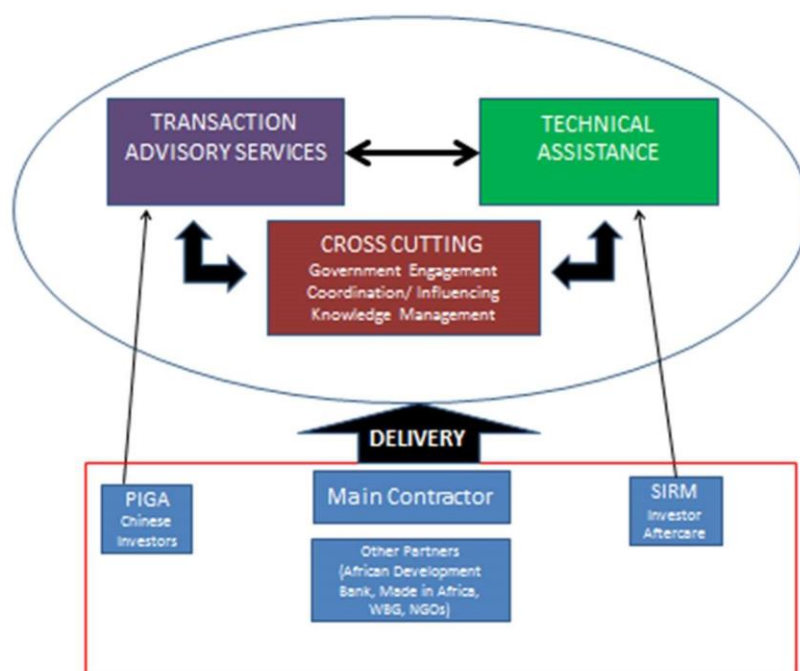 TRANSACTION
ADVISORY SERVICES
TECHNICAL
ASSISTANCE
CROSS CUTTING
Government Engagement
Coordination/ Influencing
Knowledge Management
DELIVERY
PIGA
Chinese
Investors
Main Contractor
SIRM
Investor
Aftercare
Other Partners
(African Development
Bank, Made in Africa,
WBG, NGOs)